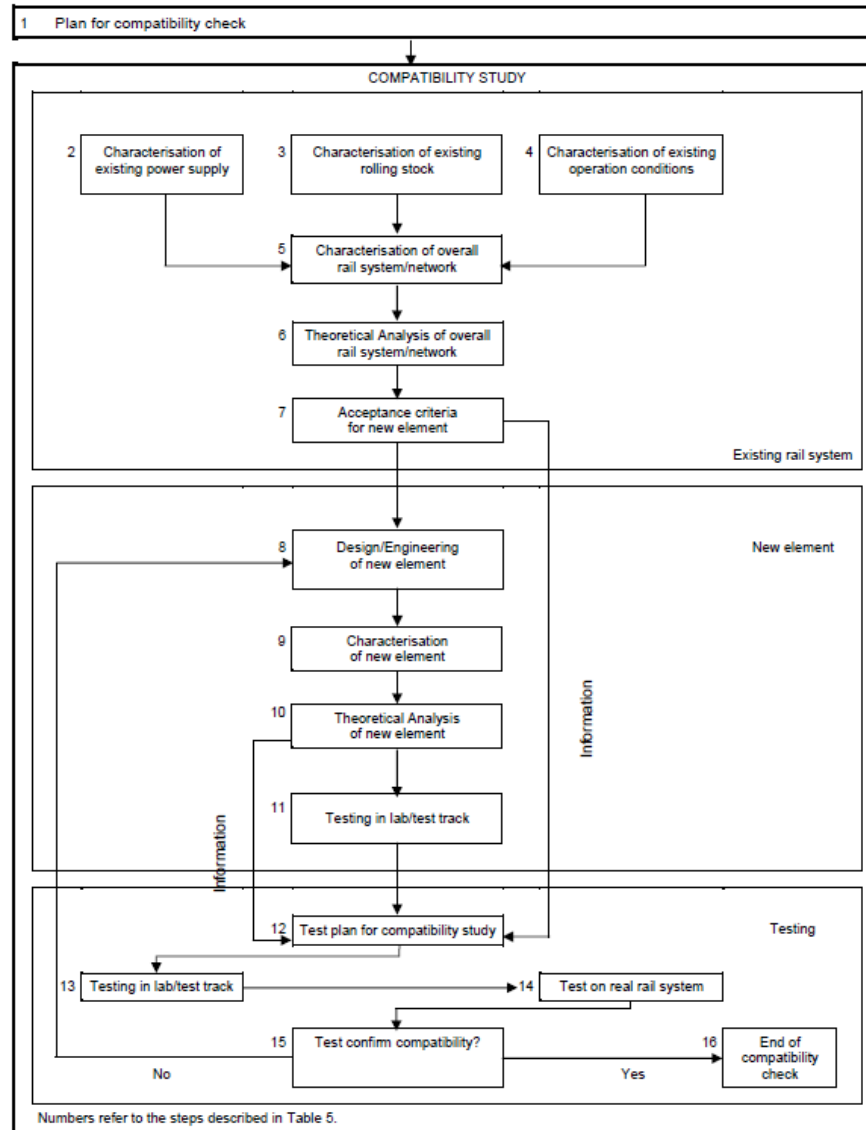 1 Plan for compatibility check
COMPATIBILITY STUDY
2 Characterisation of
existing power supply
3 Characterisation of existing
rolling stock
4 Characterisation of existing
operation conditions
5 Characterisation of overall
rail system/network
6 Theoretical Analysis of overall
rail system/network
7 Acceptance criteria
for new element
Existing rail system
8 Design/Engineering
of new element
New element
9 Characterisation
of new element
10 Theoretical Analysis
of new element
Information
11 Testing in lab/test track
Information
12 Test plan for compatibility study
Testing
13 Testing in lab/test track
14 Test on real rail system
15 Test confirm compatibility?
16 End of
compatibility
check
No
Yes
Numbers refer to the steps described in Table 5.